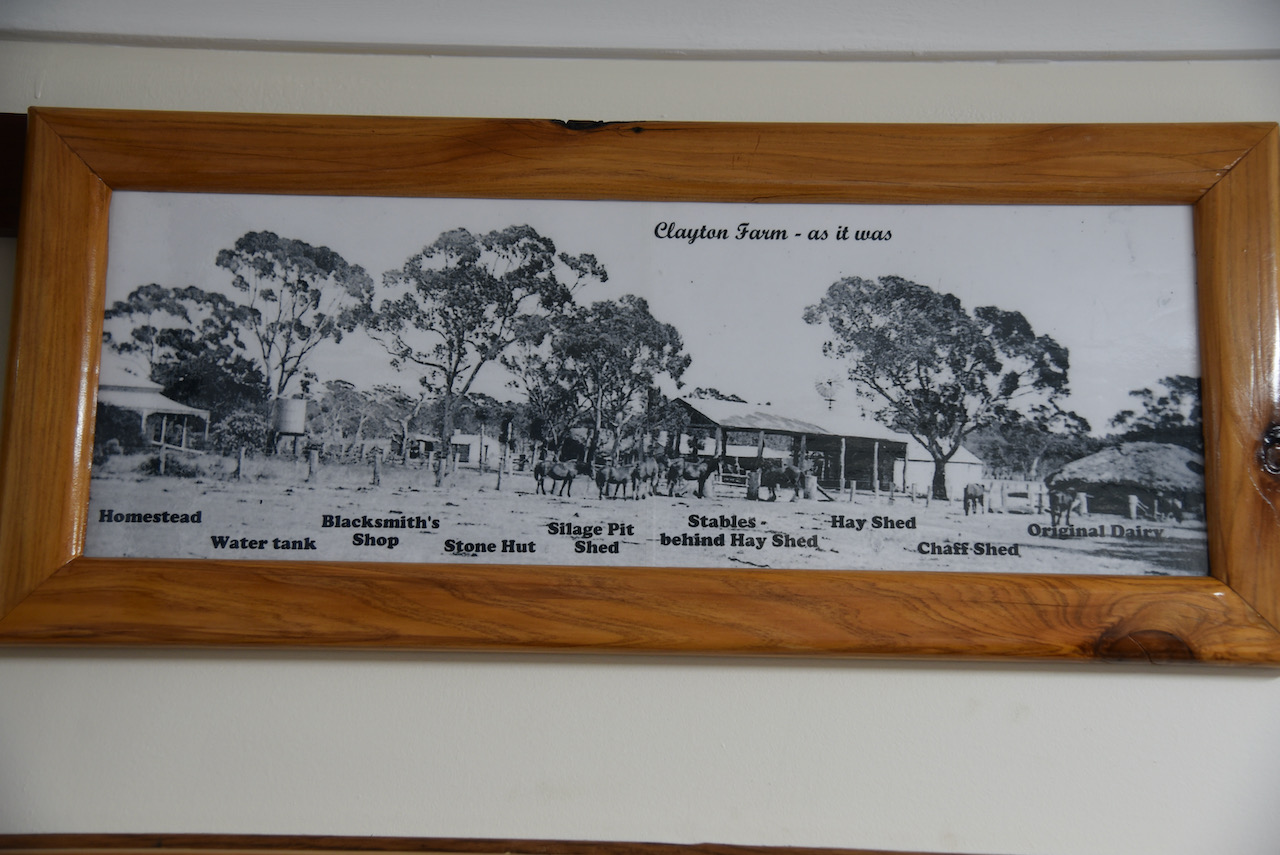 Clayton Farm - as it was
Homestead
Water tank
Blacksmith's
Shop
Stone Hut
Silage Pit
Shed
Stables -
behind Hay Shed
Hay Shed
Chaff Shed
Original Dairy